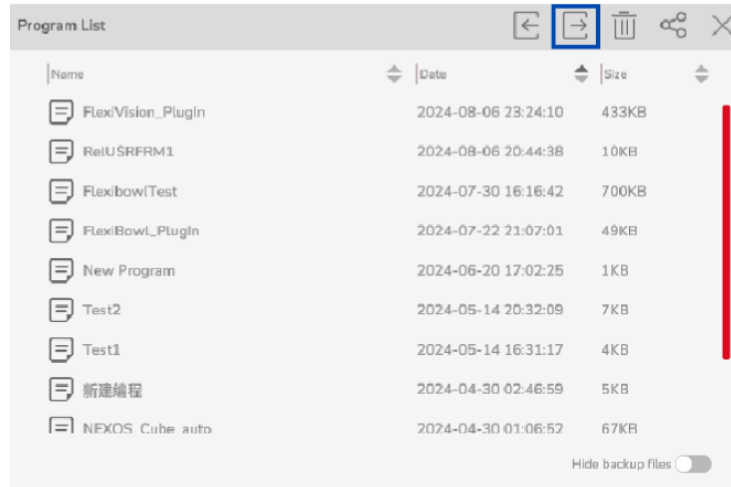 Program List
Name Date Size
FlexiVision_PlugIn 2024-08-06 23:24:10 433KB
RelUSRFRM1 2024-08-06 20:44:38 10KB
FlexibowlTest 2024-07-30 16:16:42 700KB
FlexiBowl_PlugIn 2024-07-22 21:07:01 49KB
New Program 2024-06-20 17:02:25 1KB
Test2 2024-05-14 20:32:09 7KB
Test1 2024-05-14 16:31:17 4KB
新建编程 2024-04-30 02:46:59 5KB
NEXOS_Cube_auto 2024-04-30 01:06:52 67KB
Hide backup files